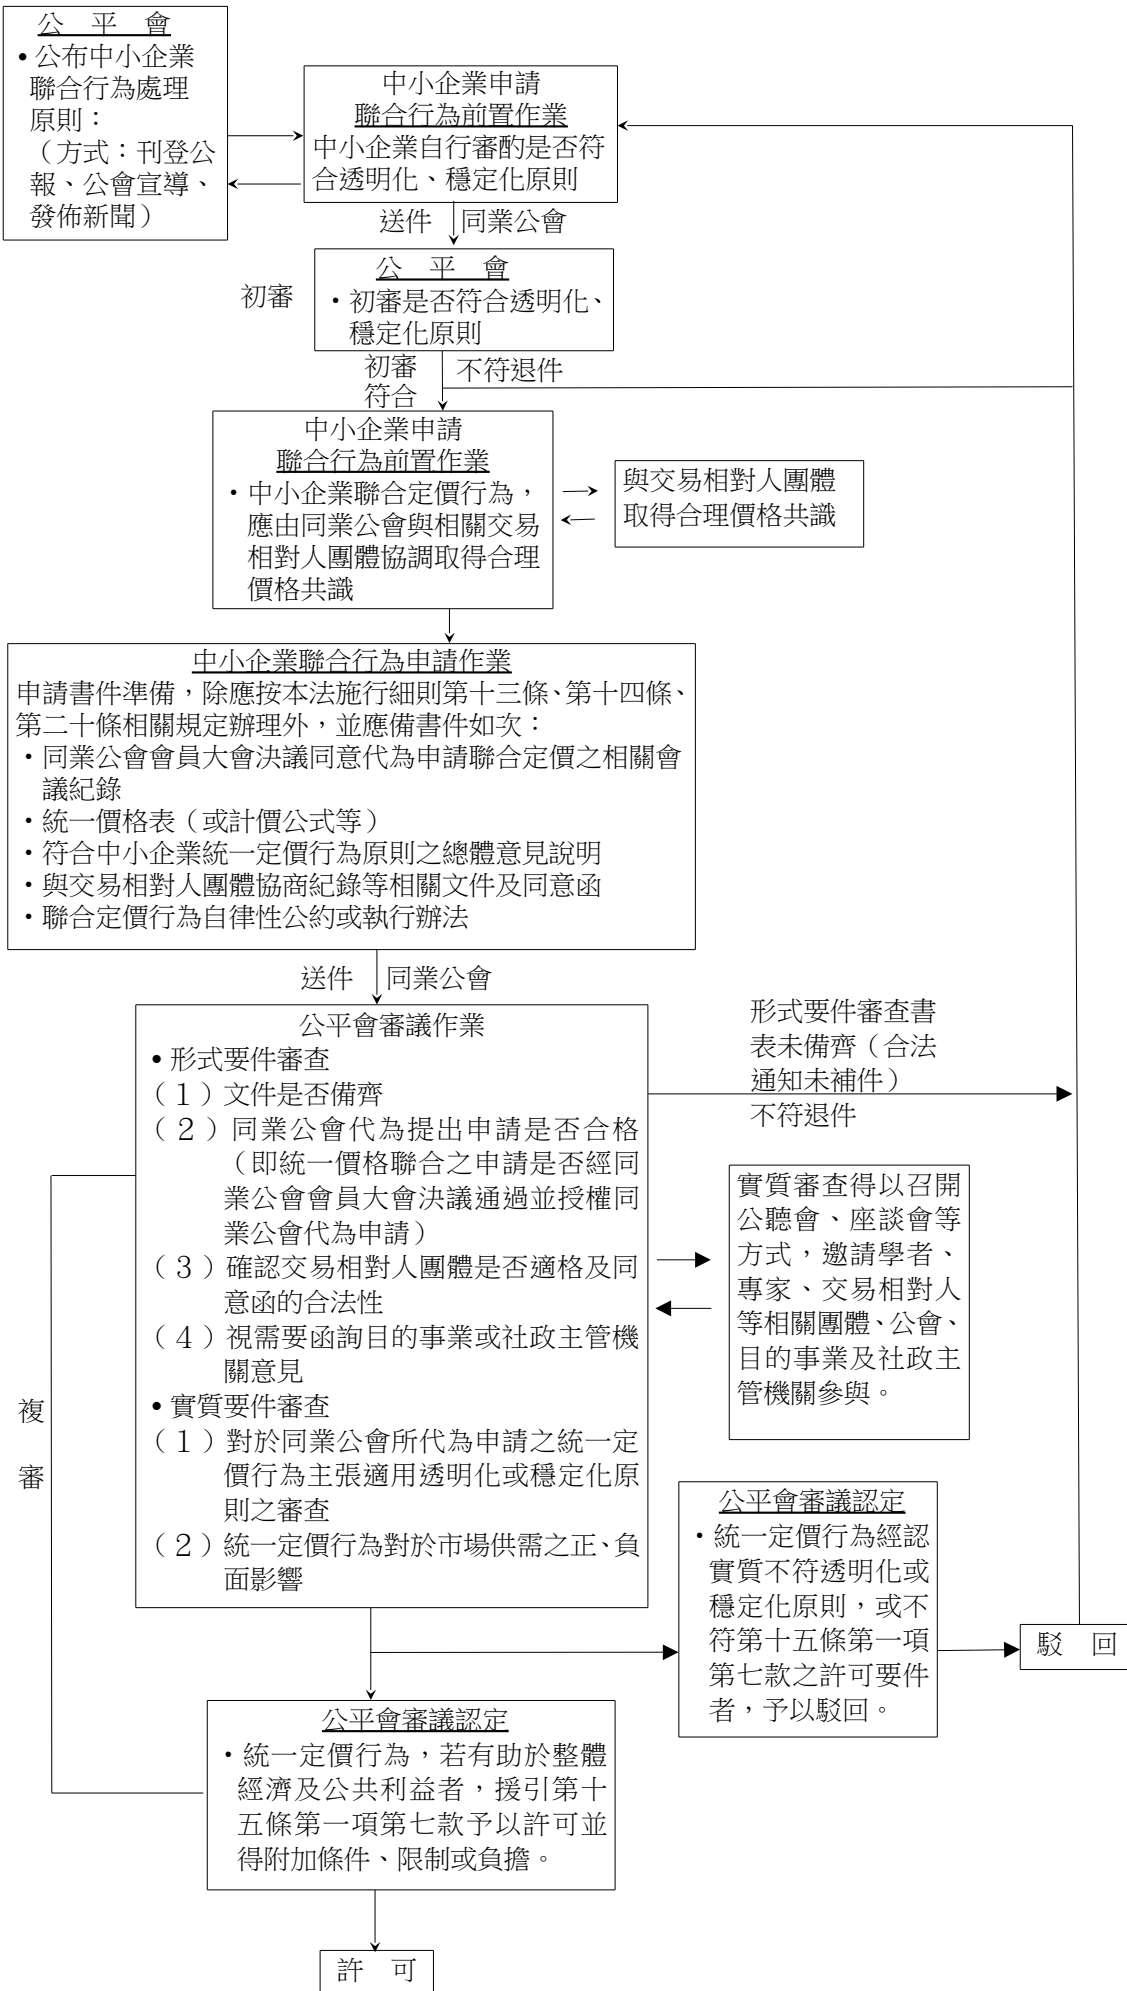 公　平　會
•公布中小企業
聯合行為處理
原則：
（方式：刊登公
報、公會宣導、
發佈新聞）
中小企業申請
聯合行為前置作業
中小企業自行審酌是否符
合透明化、穩定化原則
送件 同業公會
公　平　會
初審
・初審是否符合透明化、
穩定化原則
初審 不符退件
符合
中小企業申請
聯合行為前置作業
・中小企業聯合定價行為，
應由同業公會與相關交易
相對人團體協調取得合理
價格共識
與交易相對人團體
取得合理價格共識
中小企業聯合行為申請作業
申請書件準備，除應按本法施行細則第十三條、第十四條、
第二十條相關規定辦理外，並應備書件如次：
・同業公會會員大會決議同意代為申請聯合定價之相關會
議紀錄
・統一價格表（或計價公式等）
・符合中小企業統一定價行為原則之總體意見說明
・與交易相對人團體協商紀錄等相關文件及同意函
・聯合定價行為自律性公約或執行辦法
送件 同業公會
公平會審議作業
•形式要件審查
（１）文件是否備齊
（２）同業公會代為提出申請是否合格
（即統一價格聯合之申請是否經同
業公會會員大會決議通過並授權同
業公會代為申請）
（３）確認交易相對人團體是否適格及同
意函的合法性
（４）視需要函詢目的事業或社政主管機
關意見
•實質要件審查
（１）對於同業公會所代為申請之統一定
價行為主張適用透明化或穩定化原
則之審查
（２）統一定價行為對於市場供需之正、負
面影響
形式要件審查書
表未備齊（合法
通知未補件）
不符退件
實質審查得以召開
公聽會、座談會等
方式，邀請學者、
專家、交易相對人
等相關團體、公會、
目的事業及社政主
管機關參與。
複
審
公平會審議認定
・統一定價行為經認
實質不符透明化或
穩定化原則，或不
符第十五條第一項
第七款之許可要件
者，予以駁回。
駁　回
公平會審議認定
・統一定價行為，若有助於整體
經濟及公共利益者，援引第十
五條第一項第七款予以許可並
得附加條件、限制或負擔。
許　可